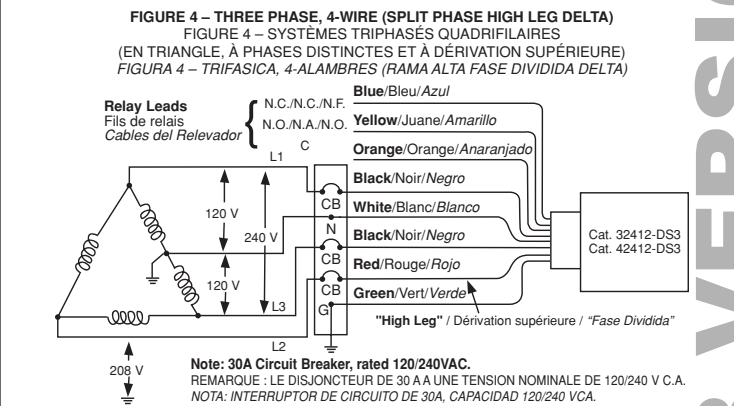 FIGURE 4 – THREE PHASE, 4-WIRE (SPLIT PHASE HIGH LEG DELTA)
FIGURE 4 – SYSTÈMES TRIPHASÉS QUADRIFILAIRES
(EN TRIANGLE, À PHASES DISTINCTES ET À DÉRIVATION SUPÉRIEURE)
FIGURA 4 – TRIFASICA, 4-ALAMBRES (RAMA ALTA FASE DIVIDIDA DELTA)
Relay Leads
Fils de relais
Cables del Relevador
{
N.C./N.C./N.F.
N.O./N.A./N.O.
C
Blue/Bleu/Azul
Yellow/Juane/Amarillo
Orange/Orange/Anaranjado
Black/Noir/Negro
White/Blanc/Blanco
Black/Noir/Negro
Red/Rouge/Rojo
Green/Vert/Verde
L1
CB
N
CB
CB
G
120 V
240 V
120 V
L3
L2
208 V
Cat. 32412-DS3
Cat. 42412-DS3
"High Leg" / Dérivation supérieure / “Fase Dividida”
Note: 30A Circuit Breaker, rated 120/240VAC.
REMARQUE : LE DISJONCTEUR DE 30 A A UNE TENSION NOMINALE DE 120/240 V C.A.
NOTA: INTERRUPTOR DE CIRCUITO DE 30A, CAPACIDAD 120/240 VCA.
VERSIO